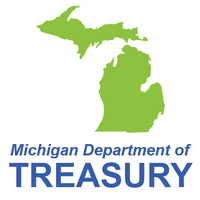 Michigan Department of
TREASURY